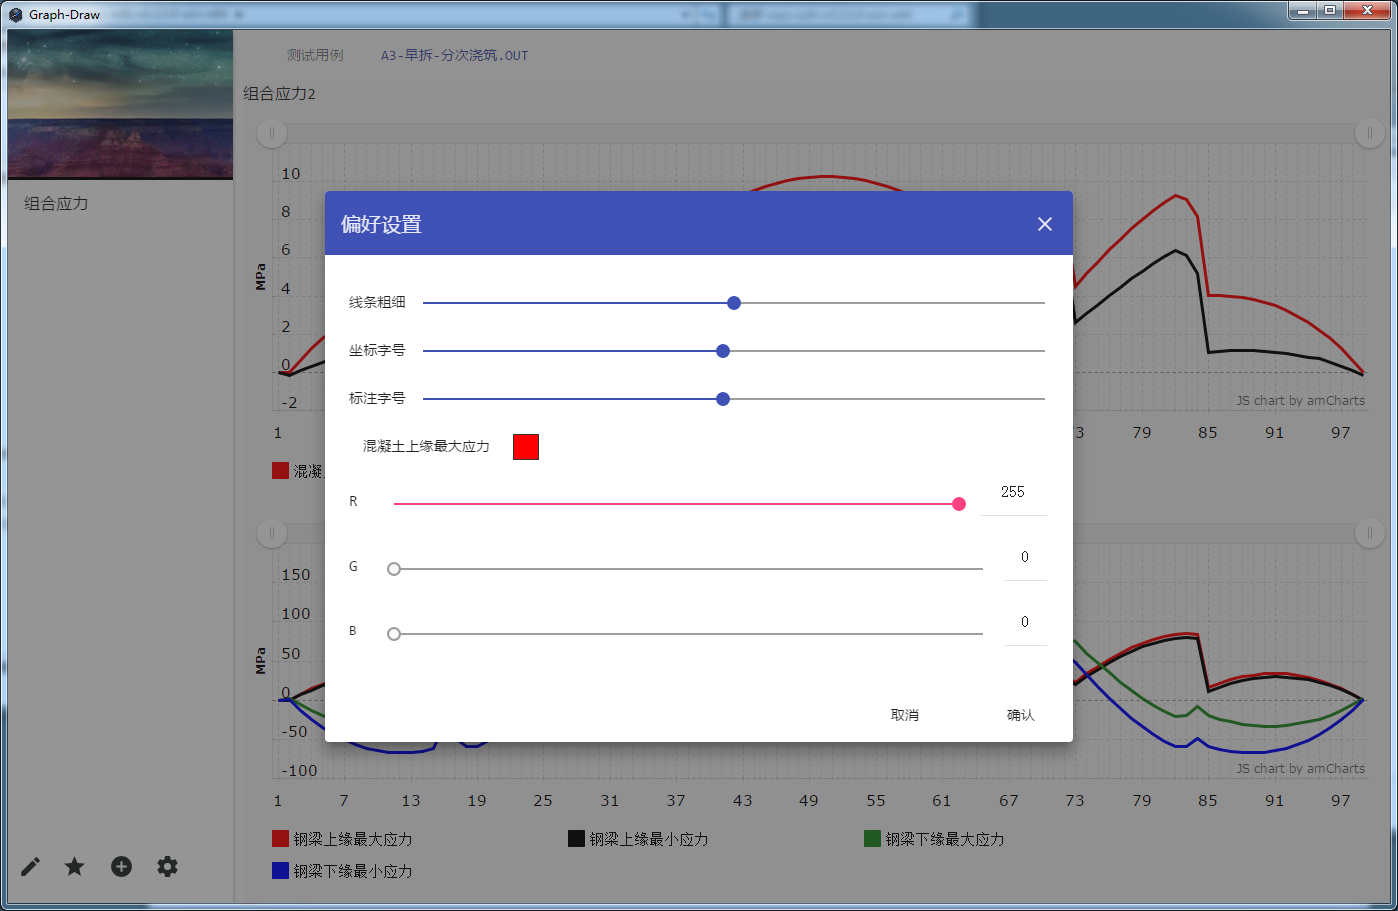 Graph-Draw
测试用例 A3-早拆-分次浇筑.OUT
组合应力2
组合应力
10
8
6
4
2
0
-2
MPa
JS chart by amCharts
1 73 79 85 91 97
混凝
偏好设置
线条粗细
坐标字号
标注字号
混凝土上缘最大应力
R 255
G 0
B 0
取消 确认
150
100
50
0
-50
-100
MPa
JS chart by amCharts
1 7 13 19 25 31 37 43 49 55 61 67 73 79 85 91 97
钢梁上缘最大应力 钢梁上缘最小应力 钢梁下缘最大应力
钢梁下缘最小应力